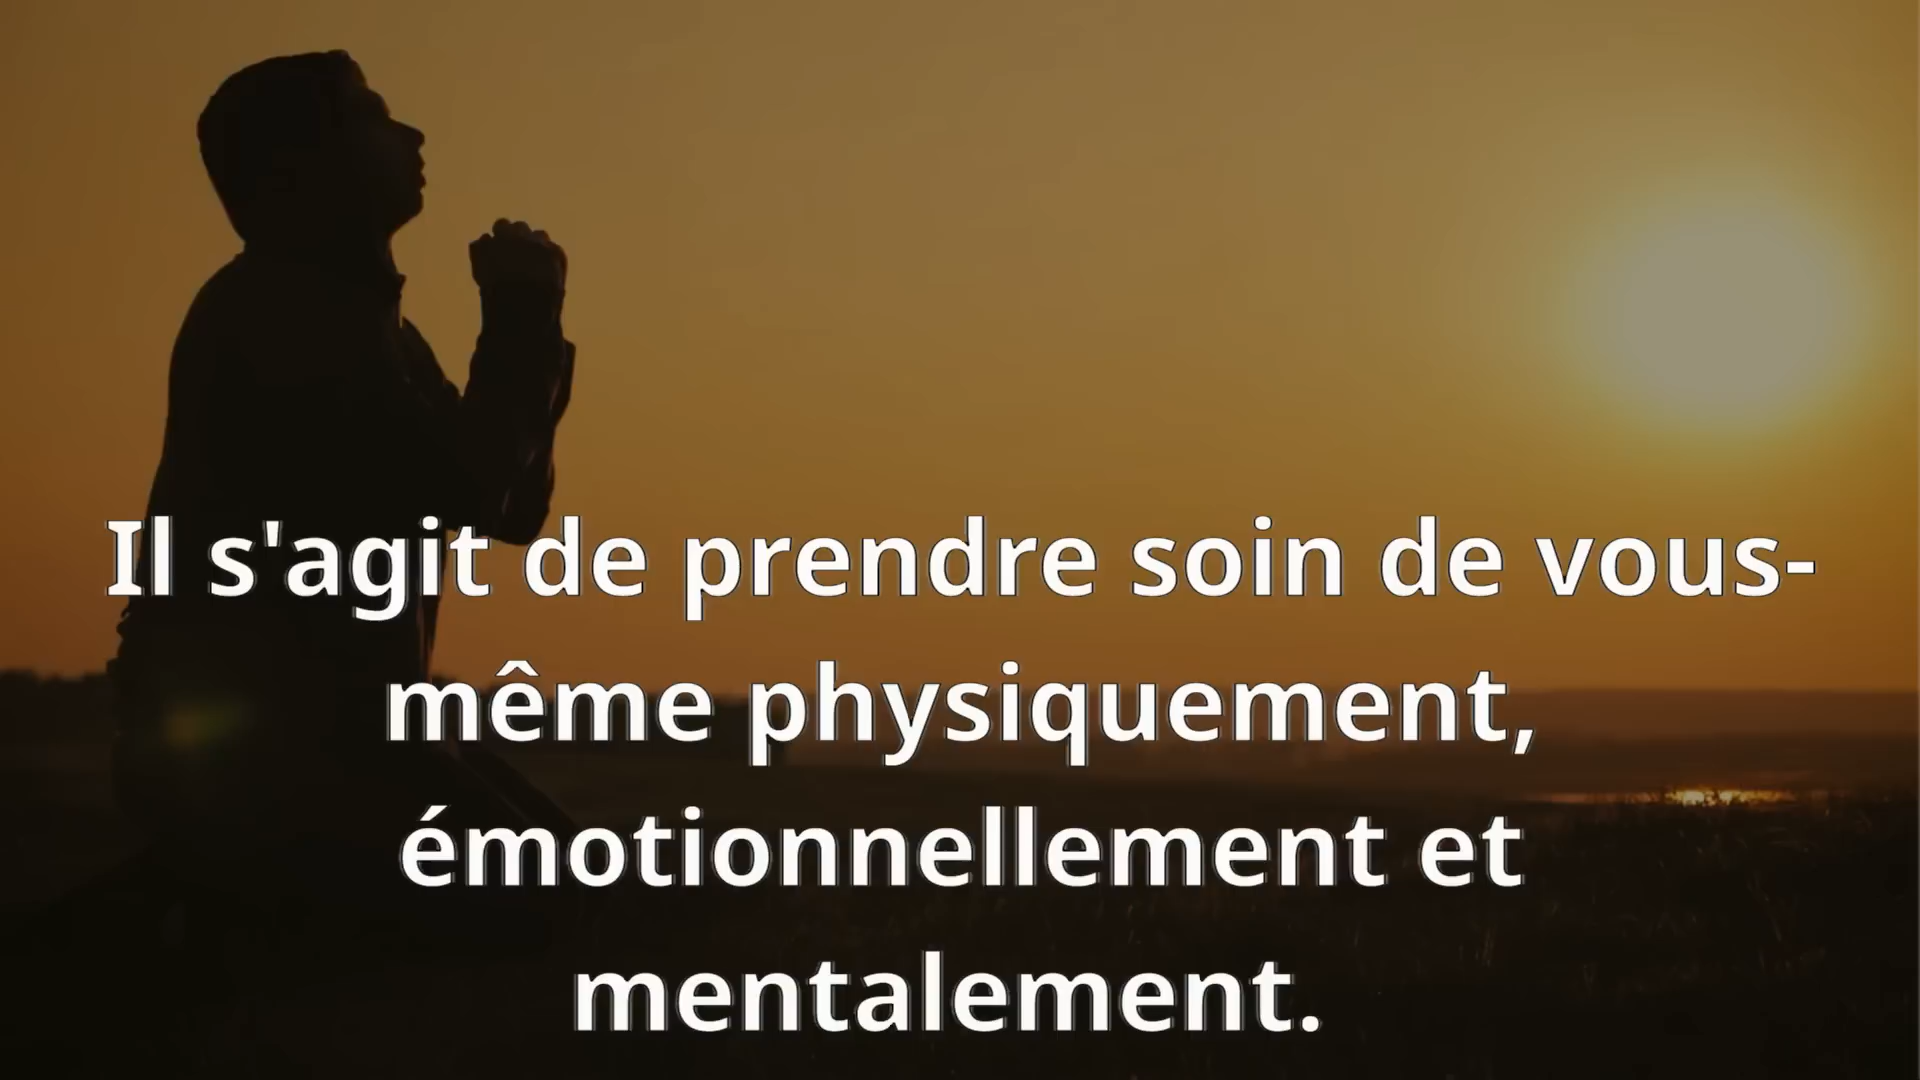 Il s'agit de prendre soin de vous-
même physiquement,
émotionnellement et
mentalement.